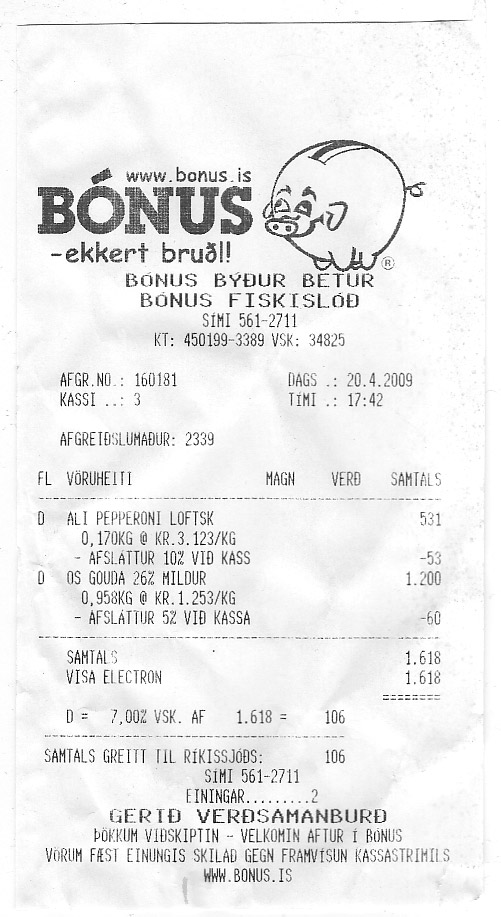 www.bonus.is
BÓNUS
-ekkert bruðl!
®
BÓNUS BÝÐUR BETUR
BÓNUS FISKISLÓÐ
SÍMI 561-2711
KT: 450199-3389 VSK: 34825
AFGR.NO.: 160181 DAGS .: 20.4.2009
KASSI ..: 3 TÍMI .: 17:42
AFGREIÐSLUMAÐUR: 2339
FL VÖRUHEITI MAGN VERÐ SAMTALS
D ALI PEPPERONI LOFTSK 531
0,170KG @ KR.3.123/KG
- AFSLÁTTUR 10% VIÐ KASS -53
D OS GOUDA 26% MILDUR 1.200
0,958KG @ KR.1.253/KG
- AFSLÁTTUR 5% VIÐ KASSA -60
SAMTALS 1.618
VISA ELECTRON 1.618
========
D = 7,00% VSK. AF 1.618 = 106
SAMTALS GREITT TIL RÍKISSJÓÐS: 106
SÍMI 561-2711
EININGAR.........2
GERIÐ VERÐSAMANBURÐ
ÞÖKKUM VIÐSKIPTIN - VELKOMIN AFTUR Í BÓNUS
VÖRUM FÆST EINUNGIS SKILAÐ GEGN FRAMVÍSUN KASSASTRIMILS
WWW.BONUS.IS